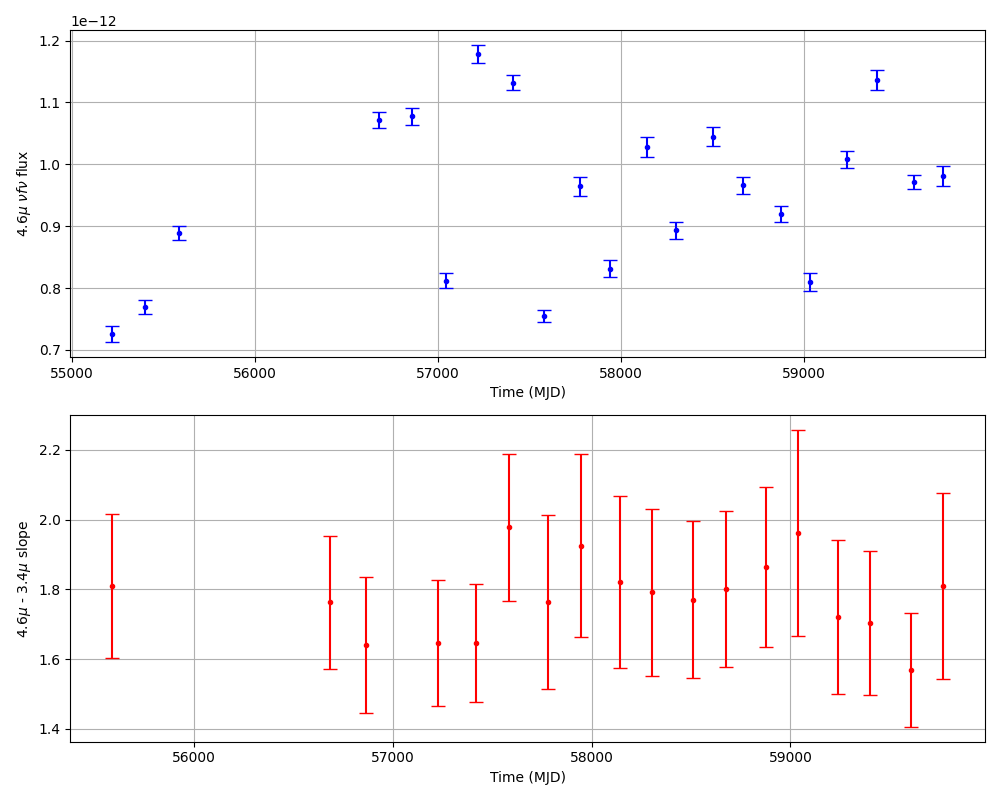 1e−12
1.2
1.1
1.0
0.9
0.8
0.7
4.6μ νfν flux
55000 56000 57000 58000 59000
Time (MJD)
2.2
2.0
1.8
1.6
1.4
4.6μ - 3.4μ slope
56000 57000 58000 59000
Time (MJD)